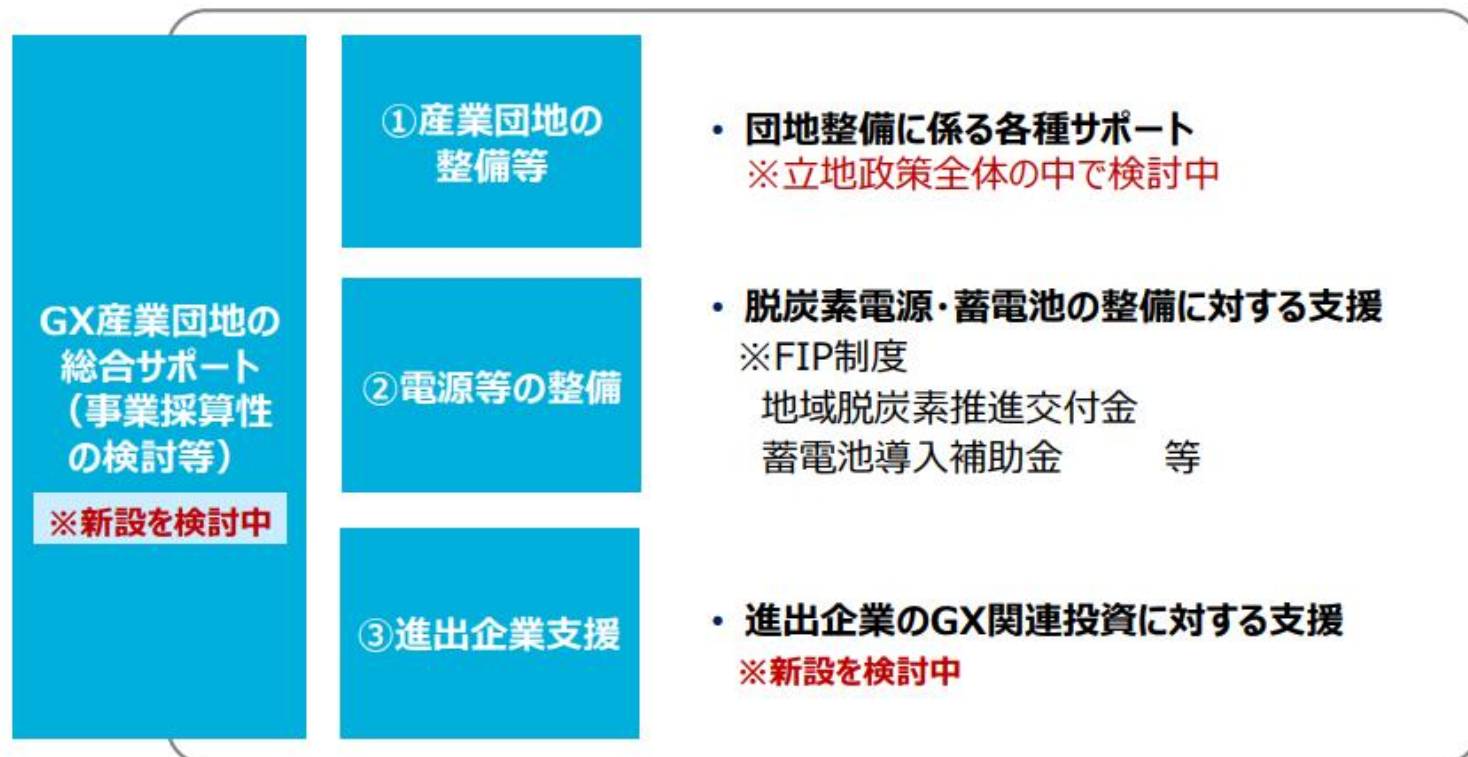 GX産業団地の
総合サポート
（事業採算性
の検討等）
※新設を検討中
①産業団地の
整備等
・団地整備に係る各種サポート
※立地政策全体の中で検討中
②電源等の整備
・脱炭素電源・蓄電池の整備に対する支援
※FIP制度
地域脱炭素推進交付金
蓄電池導入補助金　　等
③進出企業支援
・進出企業のGX関連投資に対する支援
※新設を検討中